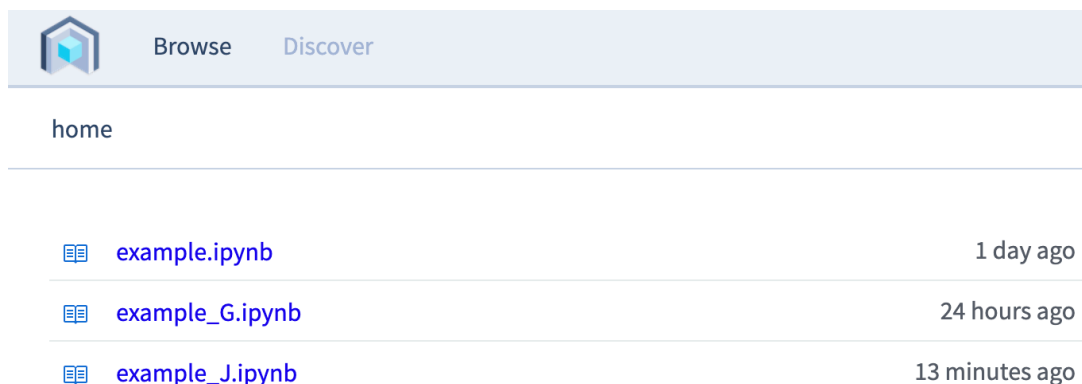 Browse Discover
home
example.ipynb 1 day ago
example_G.ipynb 24 hours ago
example_J.ipynb 13 minutes ago